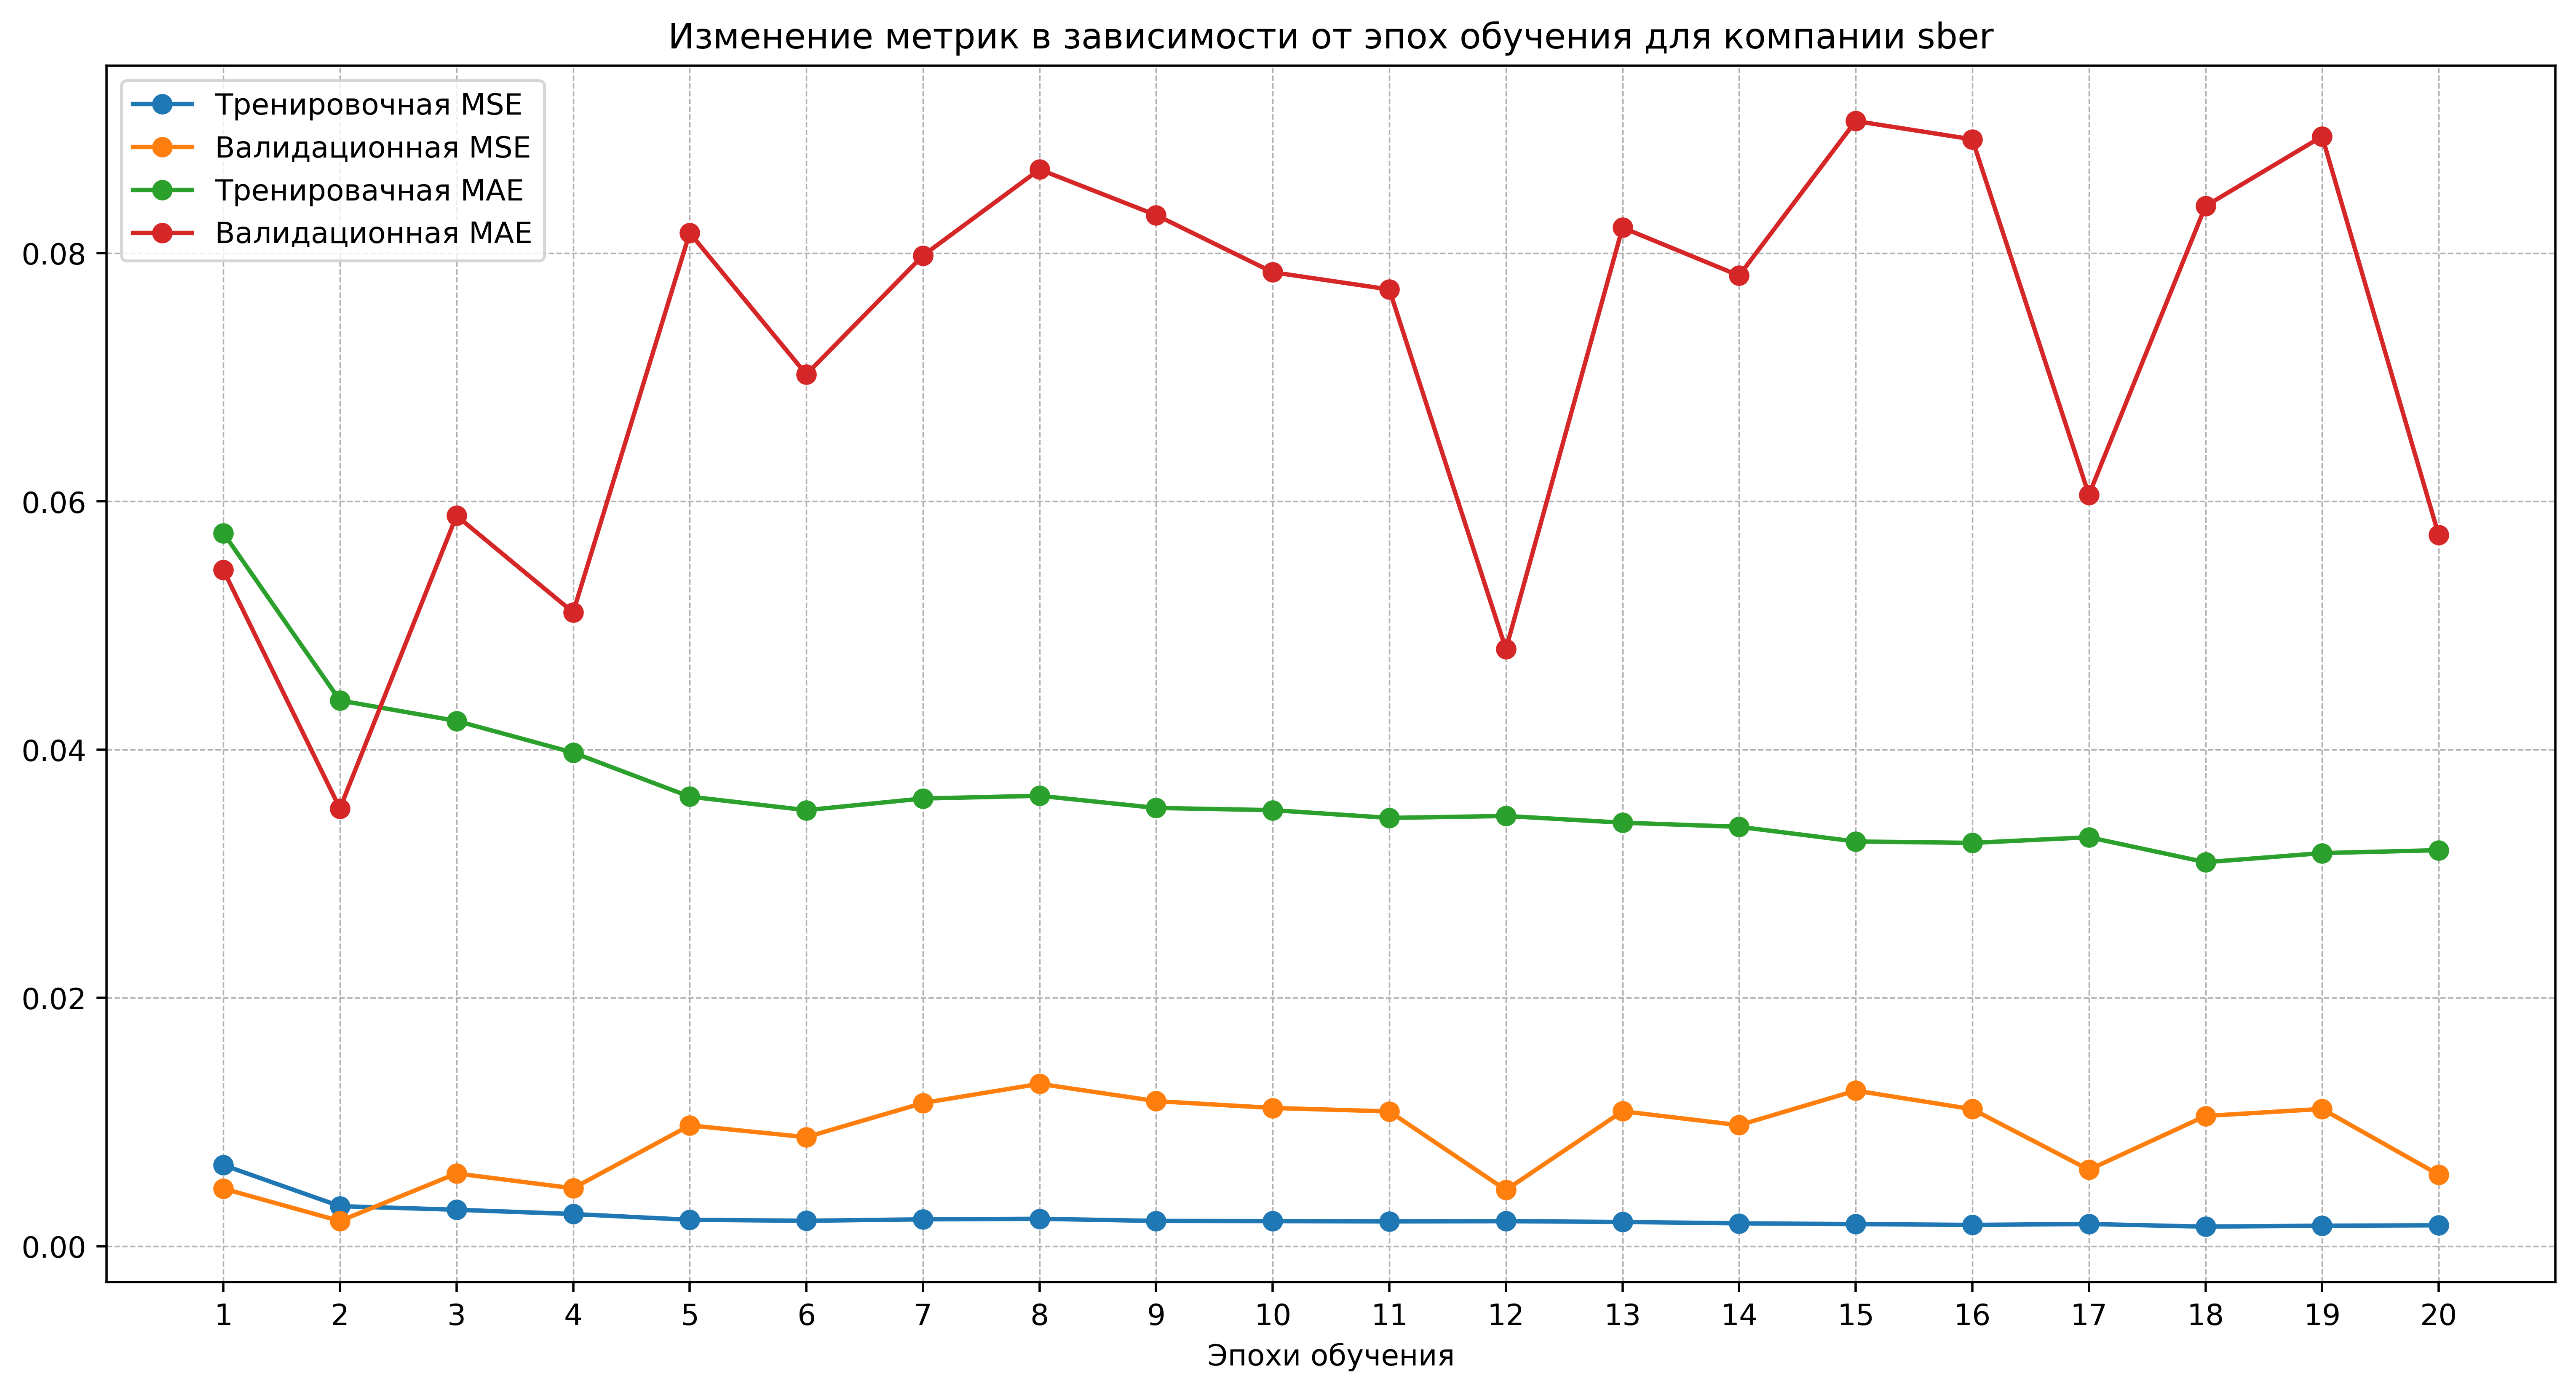 Изменение метрик в зависимости от эпох обучения для компании sber
Тренировочная MSE
Валидационная MSE
Тренировачная MAE
Валидационная MAE
0.08
0.06
0.04
0.02
0.00
1 2 3 4 5 6 7 8 9 10 11 12 13 14 15 16 17 18 19 20
Эпохи обучения